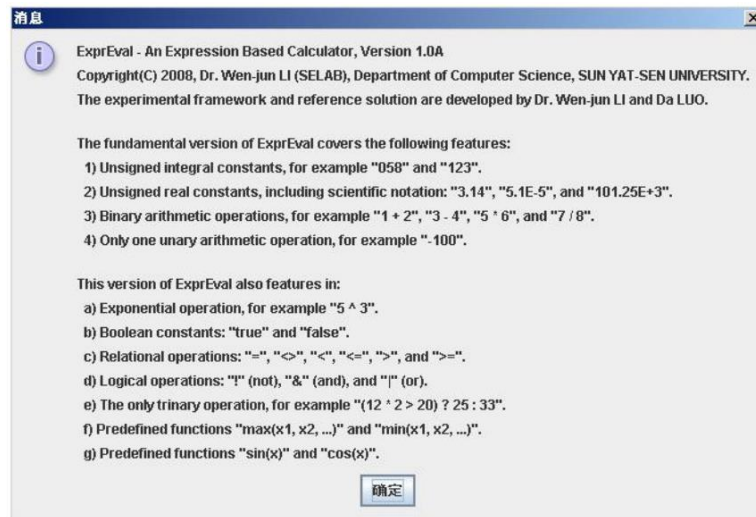 消息
ExprEval - An Expression Based Calculator, Version 1.0A
Copyright(C) 2008, Dr. Wen-jun LI (SELAB), Department of Computer Science, SUN YAT-SEN UNIVERSITY.
The experimental framework and reference solution are developed by Dr. Wen-jun LI and Da LUO.
The fundamental version of ExprEval covers the following features:
1) Unsigned integral constants, for example "058" and "123".
2) Unsigned real constants, including scientific notation: "3.14", "5.1E-5", and "101.25E+3".
3) Binary arithmetic operations, for example "1 + 2", "3 - 4", "5 * 6", and "7 / 8".
4) Only one unary arithmetic operation, for example "-100".
This version of ExprEval also features in:
a) Exponential operation, for example "5 ^ 3".
b) Boolean constants: "true" and "false".
c) Relational operations: "=", "<>", "<", "<=", ">", and ">=".
d) Logical operations: "!" (not), "&" (and), and "|" (or).
e) The only trinary operation, for example "(12 * 2 > 20) ? 25 : 33".
f) Predefined functions "max(x1, x2, ...)" and "min(x1, x2, ...)".
g) Predefined functions "sin(x)" and "cos(x)".
确定